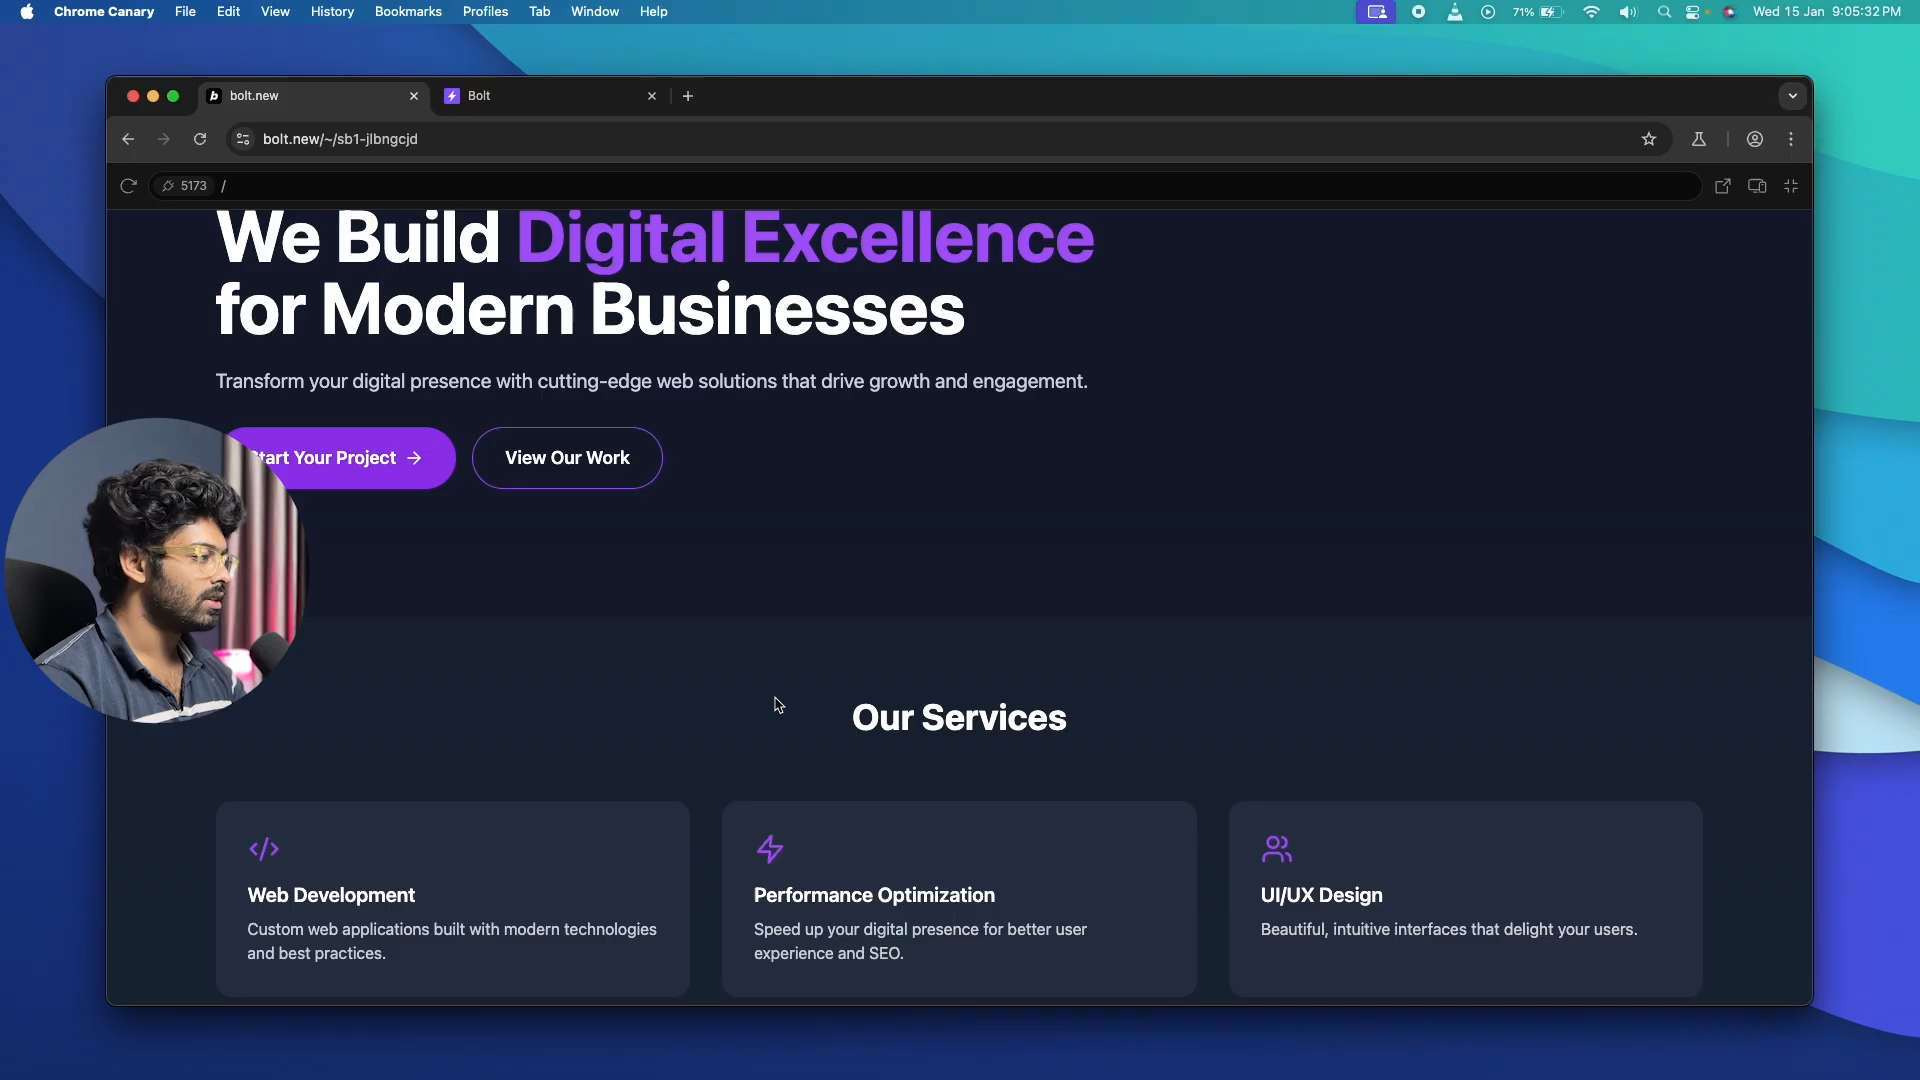 Chrome Canary File Edit View History Bookmarks Profiles Tab Window Help 71% Wed 15 Jan 9:05:32 PM
bolt.new Bolt
bolt.new/~/sb1-jlbngcjd
5173 /
We Build Digital Excellence
for Modern Businesses
Transform your digital presence with cutting-edge web solutions that drive growth and engagement.
Start Your Project → View Our Work
Our Services
</>
Web Development
Custom web applications built with modern technologies
and best practices.
Performance Optimization
Speed up your digital presence for better user
experience and SEO.
UI/UX Design
Beautiful, intuitive interfaces that delight your users.